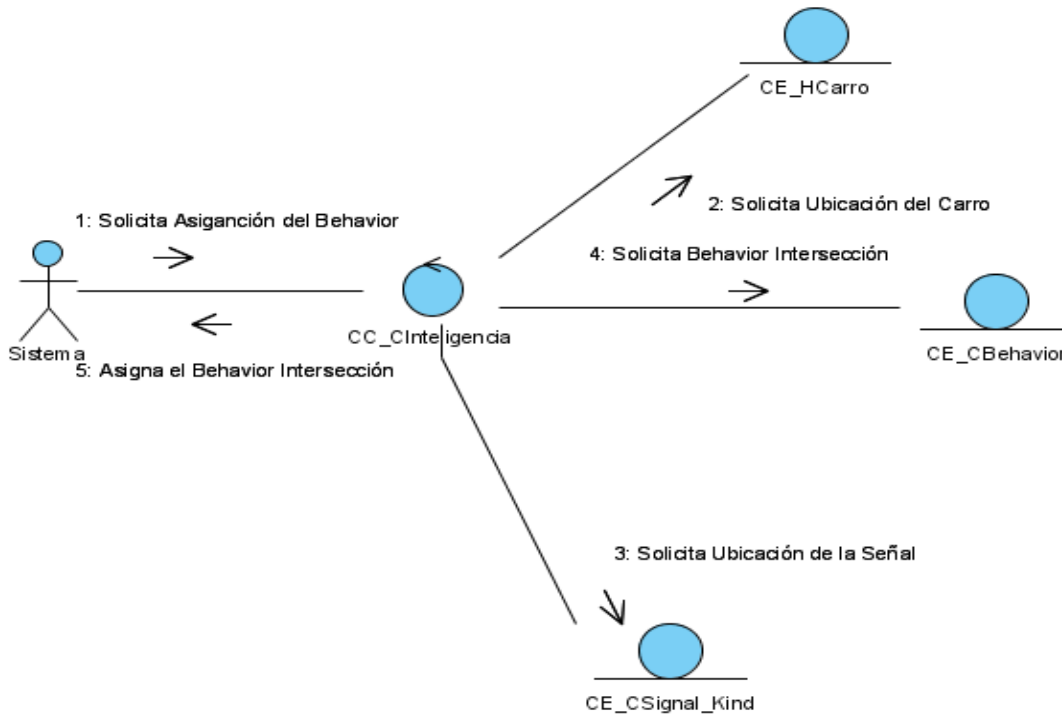 CE_HCarro
1: Solicita Asiganción del Behavior
2: Solicita Ubicación del Carro
4: Solicita Behavior Intersección
CC_CInteligencia
Sistema
CE_CBehavior
5: Asigna el Behavior Intersección
3: Solicita Ubicación de la Señal
CE_CSignal_Kind